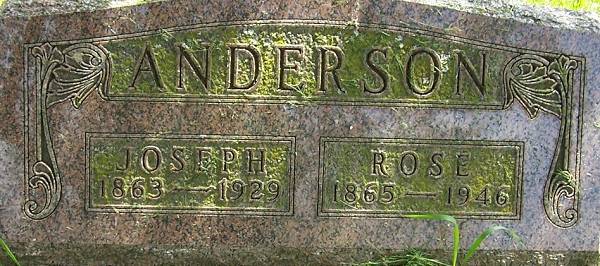 ANDERSON
JOSEPH
1863 — 1929
ROSE
1865 — 1946